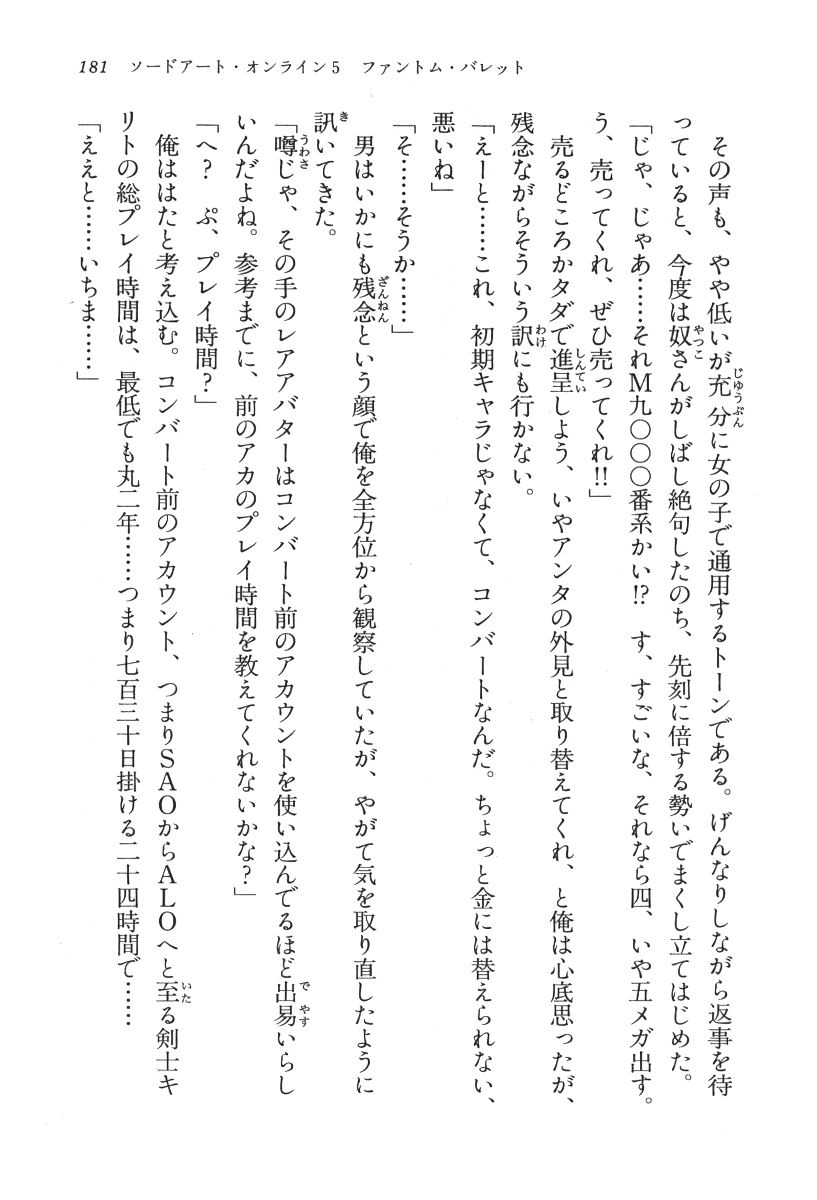 181　ソードアート・オンライン5　ファントム・バレット
　その声も、やや低いが充分に女の子で通用するトーンである。げんなりしながら返事を待
っていると、今度は奴さんがしばし絶句したのち、先刻に倍する勢いでまくし立てはじめた。
「じゃ、じゃあ……それM九〇〇〇番系かい!?　す、すごいな、それなら四、いや五メガ出す。
う、売ってくれ、ぜひ売ってくれ!!」
　売るどころかタダで進呈しよう、いやアンタの外見と取り替えてくれ、と俺は心底思ったが、
残念ながらそういう訳にも行かない。
「えーと……これ、初期キャラじゃなくて、コンバートなんだ。ちょっと金には替えられない、
悪いね」
「そ……そうか……」
　男はいかにも残念という顔で俺を全方位から観察していたが、やがて気を取り直したように
訊いてきた。
「噂じゃ、その手のレアアバターはコンバート前のアカウントを使い込んでるほど出易いらし
いんだよね。参考までに、前のアカのプレイ時間を教えてくれないかな？」
「へ？　ぷ、プレイ時間？」
　俺ははたと考え込む。コンバート前のアカウント、つまりSAOからALOへと至る剣士キ
リトの総プレイ時間は、最低でも丸二年……つまり七百三十日掛ける二十四時間で……
「ええと……いちま……」